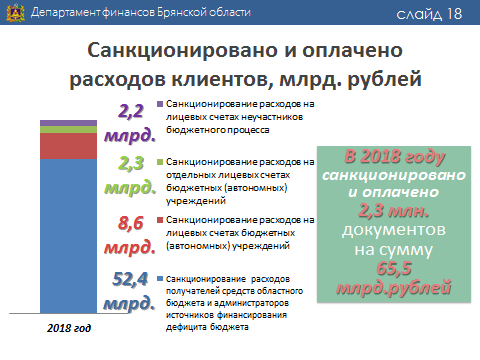 Департамент финансов Брянской области
слайд 18
Санкционировано и оплачено
расходов клиентов, млрд. рублей
2,2
млрд.
Санкционирование расходов на
лицевых счетах неучастников
бюджетного процесса
2,3
млрд.
Санкционирование расходов на
отдельных лицевых счетах
бюджетных (автономных)
учреждений
8,6
млрд.
Санкционирование расходов на
лицевых счетах бюджетных
(автономных) учреждений
52,4
млрд.
Санкционирование расходов
получателей средств областного
бюджета и администраторов
источников финансирования
дефицита бюджета
2018 год
В 2018 году
санкционировано
и оплачено
2,3 млн.
документов
на сумму
65,5
млрд.рублей